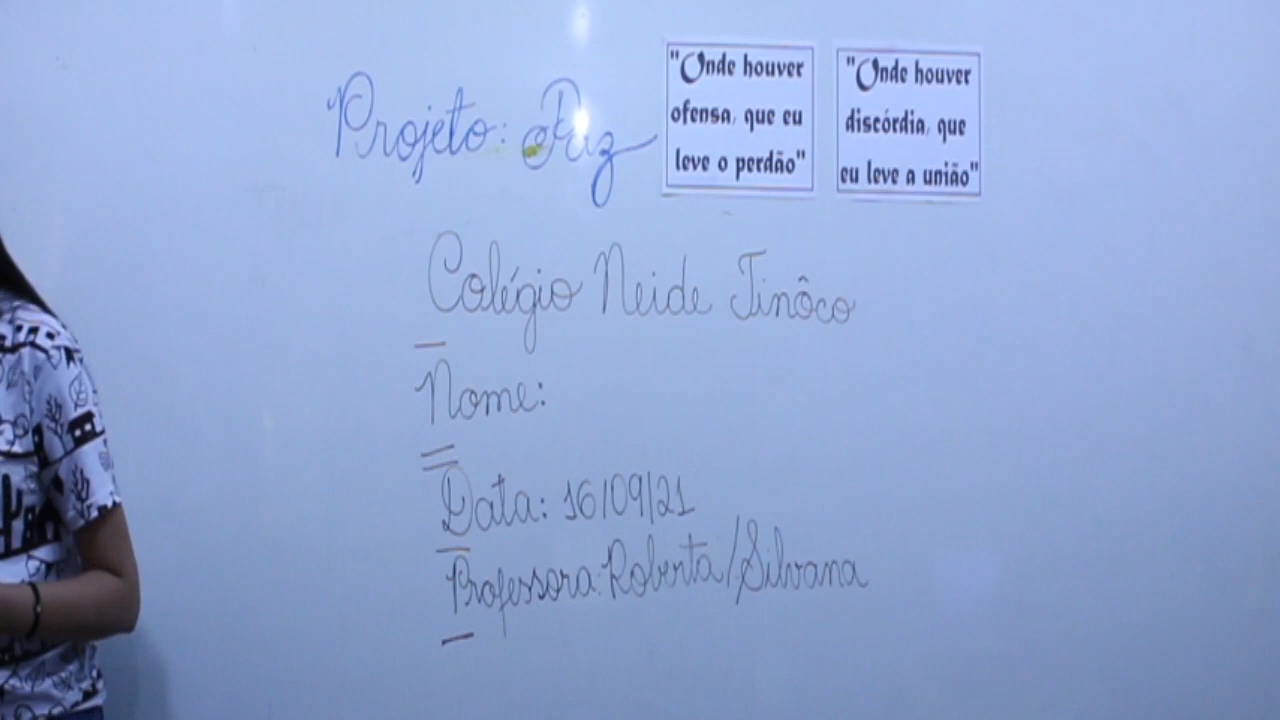 Projeto: Paz
"Onde houver
ofensa, que eu
leve o perdão"
"Onde houver
discórdia, que
eu leve a união"
Colégio Neide Tinôco
Nome:
Data: 16/09/21
Professora: Roberta/Silvana